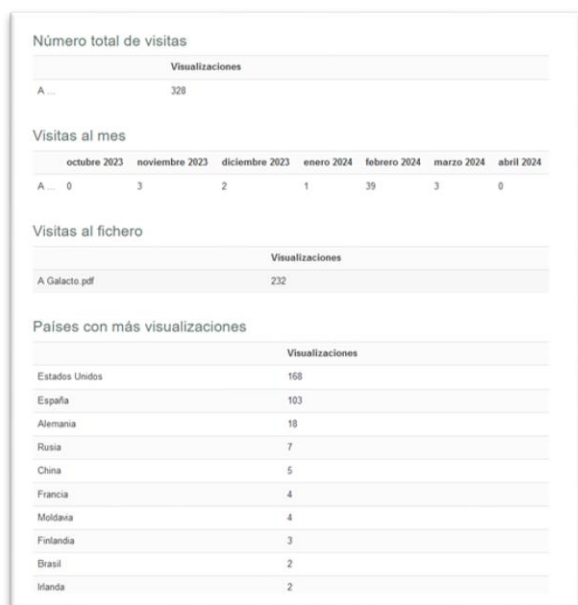 Número total de visitas
Visualizaciones
A ... 328
Visitas al mes
octubre 2023 noviembre 2023 diciembre 2023 enero 2024 febrero 2024 marzo 2024 abril 2024
A ... 0 3 2 1 39 3 0
Visitas al fichero
Visualizaciones
A Galacto.pdf 232
Países con más visualizaciones
Visualizaciones
Estados Unidos 168
España 103
Alemania 18
Rusia 7
China 5
Francia 4
Moldavia 4
Finlandia 3
Brasil 2
Irlanda 2